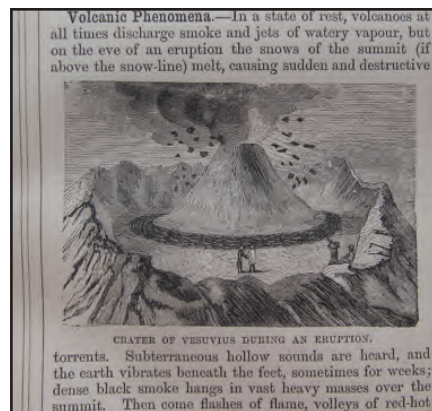 Volcanic Phenomena.—In a state of rest, volcanoes at
all times discharge smoke and jets of watery vapour, but
on the eve of an eruption the snows of the summit (if
above the snow-line) melt, causing sudden and destructive
CRATER OF VESUVIUS DURING AN ERUPTION.
torrents. Subterraneous hollow sounds are heard, and
the earth vibrates beneath the feet, sometimes for weeks;
dense black smoke hangs in vast heavy masses over the
summit. Then come flashes of flame, volleys of red-hot